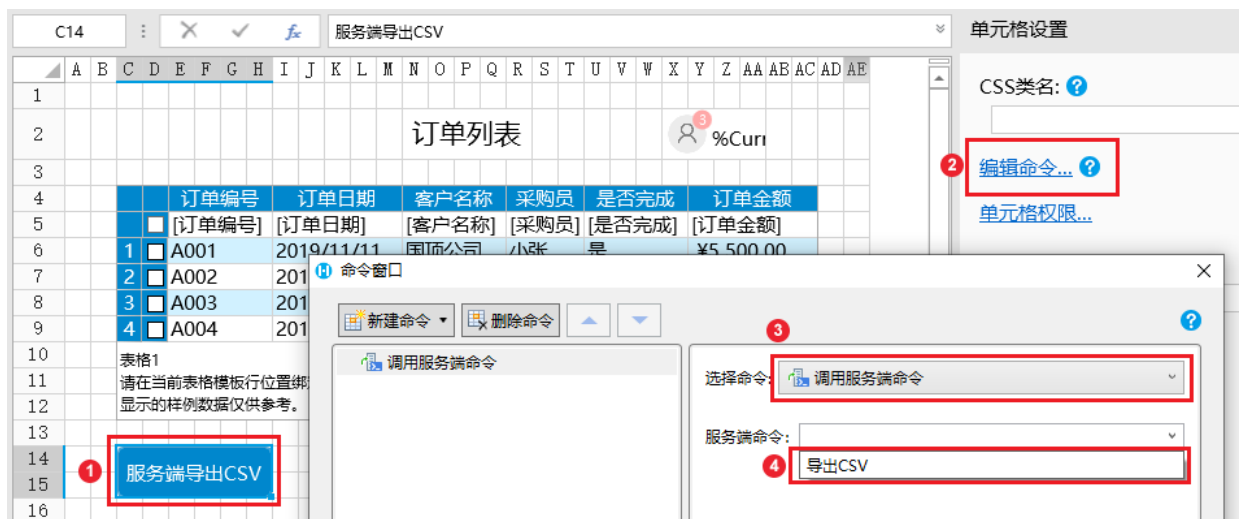 C14 服务端导出CSV 单元格设置
A B C D E F G H I J K L M N O P Q R S T U V W X Y Z AA AB AC AD AE
CSS类名: ?
1
2 订单列表 3 %Curr
2 编辑命令... ?
3
4 订单编号 订单日期 客户名称 采购员 是否完成 订单金额
单元格权限...
5 [订单编号] [订单日期] [客户名称] [采购员] [是否完成] [订单金额]
6 1 A001 2019/11/11 国顶公司 小张 是 ¥5,500.00
命令窗口
7 2 A002 201
8 3 A003 201
新建命令 删除命令 ?
9 4 A004 201
3
10 表格1
调用服务端命令
11 请在当前表格模板行位置绑
选择命令: 调用服务端命令
12 显示的样例数据仅供参考。
13
服务端命令:
14 1 服务端导出CSV
4 导出CSV
15
16